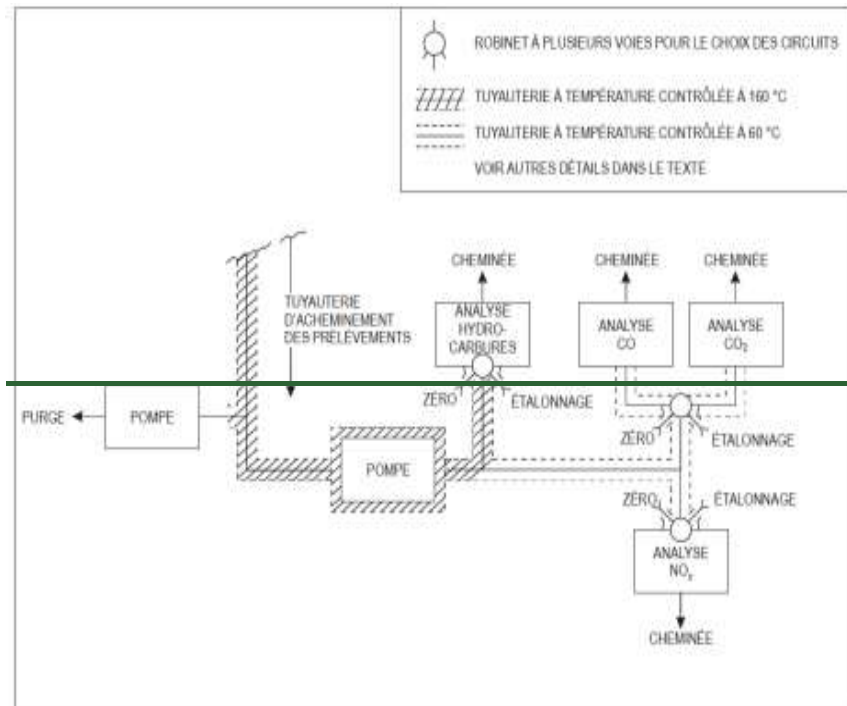 ROBINET À PLUSIEURS VOIES POUR LE CHOIX DES CIRCUITS
TUYAUTERIE À TEMPÉRATURE CONTRÔLÉE À 160 °C
TUYAUTERIE À TEMPÉRATURE CONTRÔLÉE À 60 °C
VOIR AUTRES DÉTAILS DANS LE TEXTE
CHEMINÉE
CHEMINÉE
CHEMINÉE
TUYAUTERIE
D'ACHEMINEMENT
DES PRÉLÈVEMENTS
ANALYSE
HYDRO-
CARBURES
ANALYSE
CO
ANALYSE
CO₂
ZÉRO
ÉTALONNAGE
PURGE
POMPE
ZÉRO
ÉTALONNAGE
POMPE
ZÉRO
ÉTALONNAGE
ANALYSE
NOₓ
CHEMINÉE